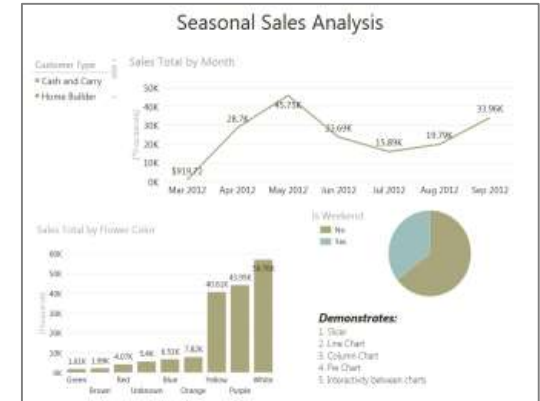 Seasonal Sales Analysis
Customer Type
Cash and Carry
Home Builder
Sales Total by Month
[Thousands]
50K
40K
30K
20K
10K
0K
$919.72
28.7K
45.75K
23.69K
15.89K
19.79K
33.96K
Mar 2012 Apr 2012 May 2012 Jun 2012 Jul 2012 Aug 2012 Sep 2012
Sales Total by Flower Color
[Thousands]
60K
50K
40K
30K
20K
10K
0K
1.61K 1.99K 4.07K 5.4K 6.51K 7.82K 40.61K 43.95K
Green Red Blue Yellow White
Brown Unknown Orange Purple
Is Weekend
No
Yes
Demonstrates:
1. Slicer
2. Line Chart
3. Column Chart
4. Pie Chart
5. Interactivity between charts